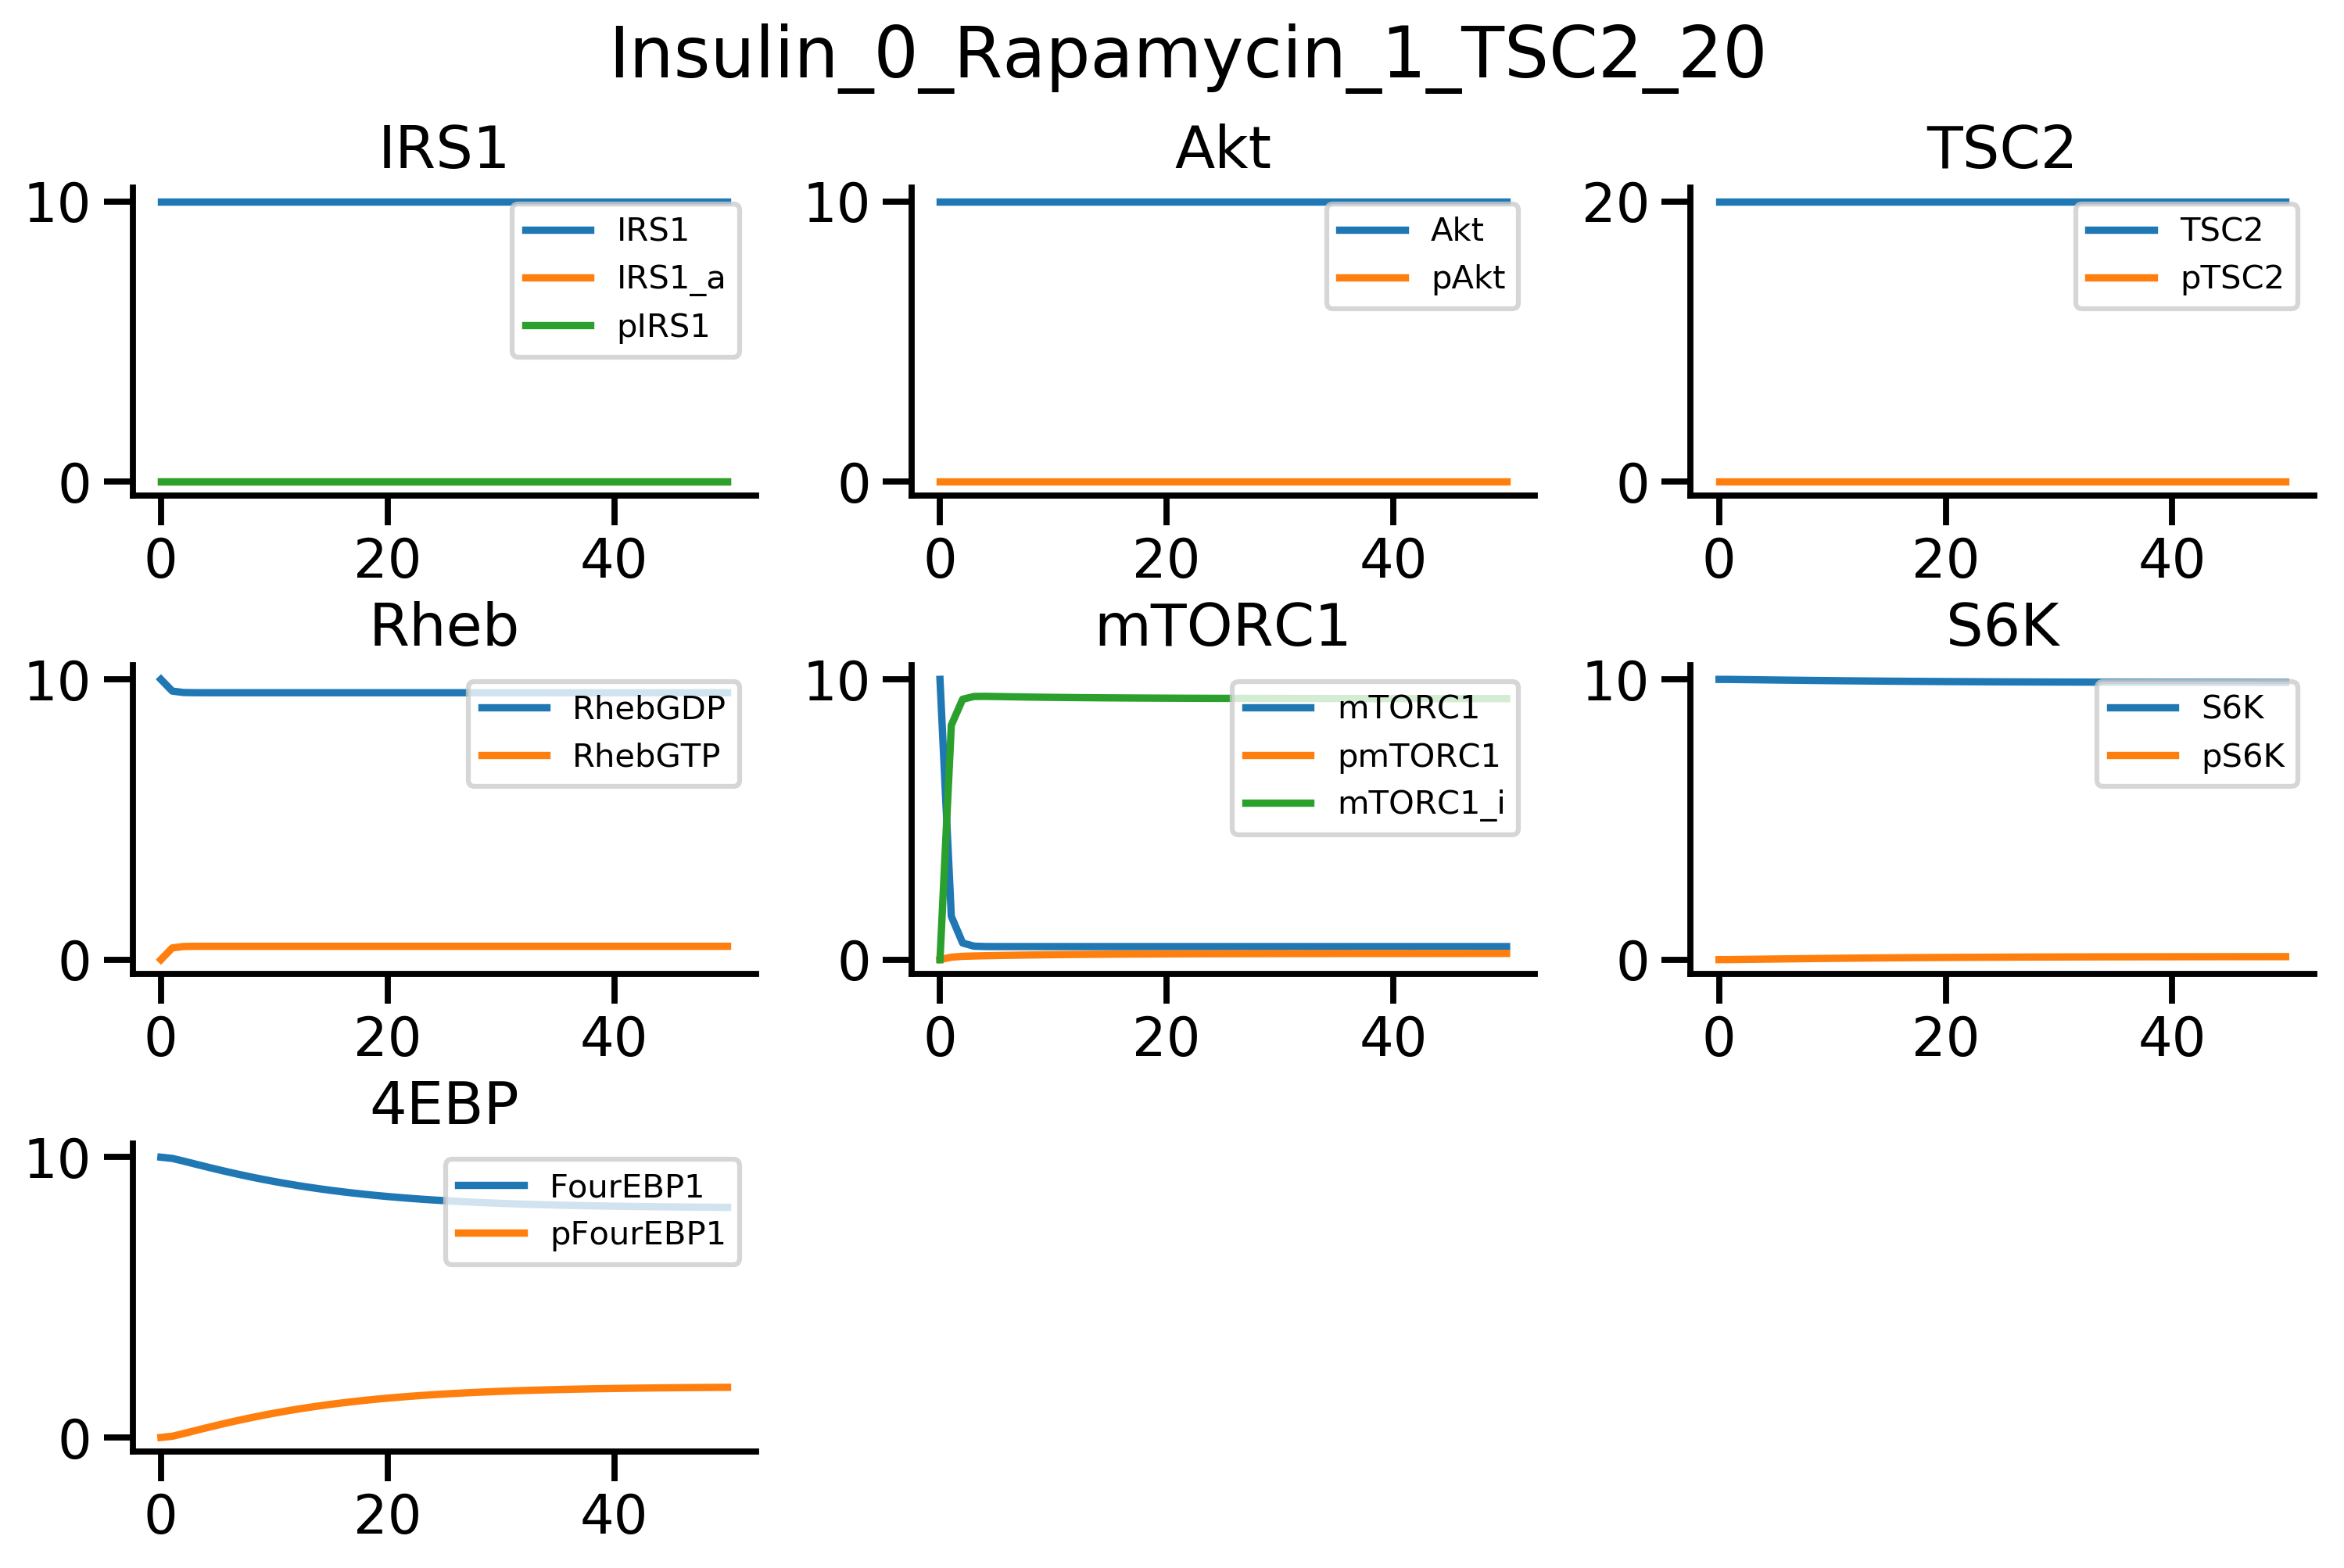 Insulin_0_Rapamycin_1_TSC2_20
IRS1
10
0
0 20 40
IRS1
IRS1_a
pIRS1
Akt
10
0
0 20 40
Akt
pAkt
TSC2
20
0
0 20 40
TSC2
pTSC2
Rheb
10
0
0 20 40
RhebGDP
RhebGTP
mTORC1
10
0
0 20 40
mTORC1
pmTORC1
mTORC1_i
S6K
10
0
0 20 40
S6K
pS6K
4EBP
10
0
0 20 40
FourEBP1
pFourEBP1